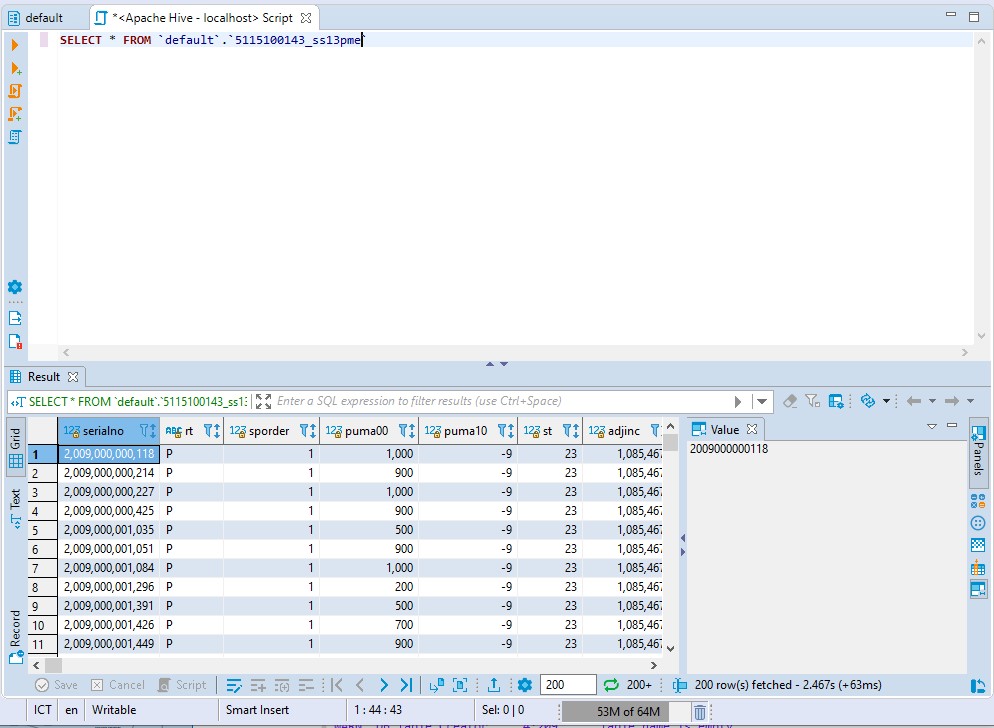 default
*<Apache Hive - localhost> Script
SELECT * FROM `default`.`5115100143_ss13pme`
Result
SELECT * FROM `default`.`5115100143_ss13
Enter a SQL expression to filter results (use Ctrl+Space)
Grid
Text
Record
123 serialno ABC rt 123 sporder 123 puma00 123 puma10 123 st 123 adjinc
1 2,009,000,000,118 P 1 1,000 -9 23 1,085,467
2 2,009,000,000,214 P 1 900 -9 23 1,085,467
3 2,009,000,000,227 P 1 1,000 -9 23 1,085,467
4 2,009,000,000,425 P 1 900 -9 23 1,085,467
5 2,009,000,001,035 P 1 500 -9 23 1,085,467
6 2,009,000,001,051 P 1 900 -9 23 1,085,467
7 2,009,000,001,084 P 1 1,000 -9 23 1,085,467
8 2,009,000,001,296 P 1 200 -9 23 1,085,467
9 2,009,000,001,391 P 1 500 -9 23 1,085,467
10 2,009,000,001,426 P 1 700 -9 23 1,085,467
11 2,009,000,001,449 P 1 900 -9 23 1,085,467
Value
2009000000118
Panels
Save Cancel Script 200 200+ 200 row(s) fetched - 2.467s (+63ms)
ICT en Writable Smart Insert 1 : 44 : 43 Sel: 0 | 0 53M of 64M